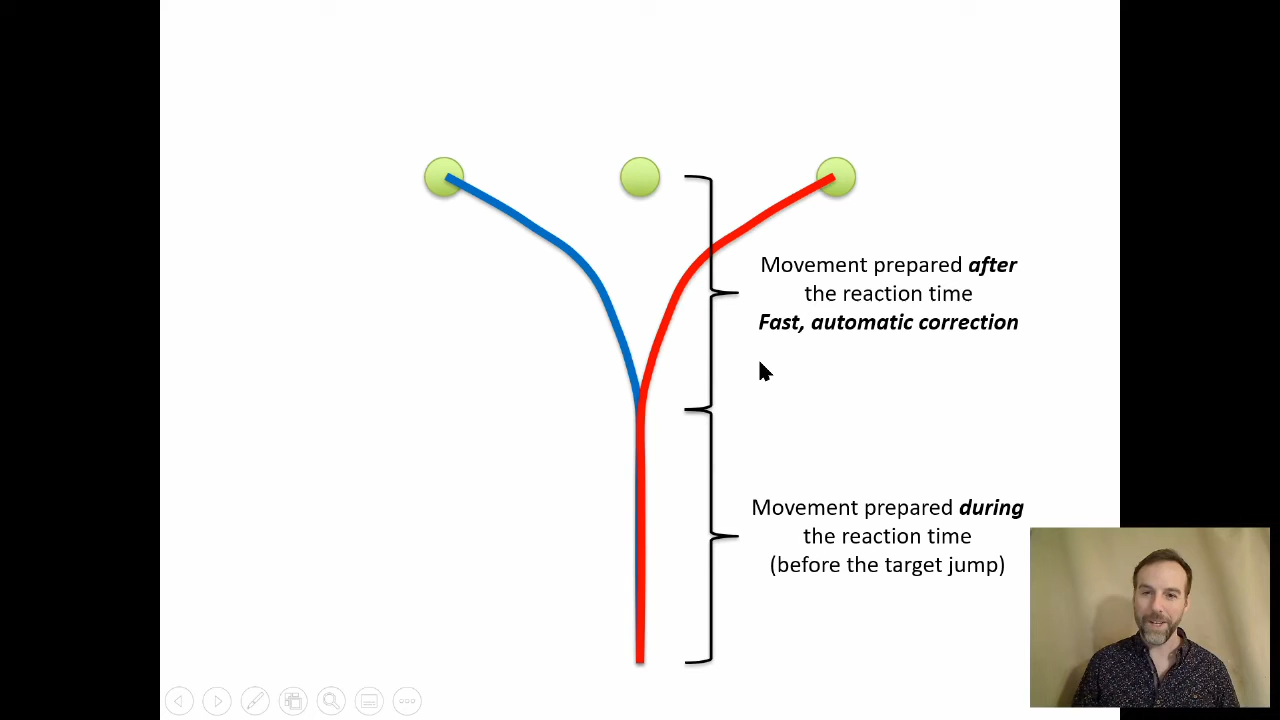 Movement prepared after
the reaction time
Fast, automatic correction
Movement prepared during
the reaction time
(before the target jump)